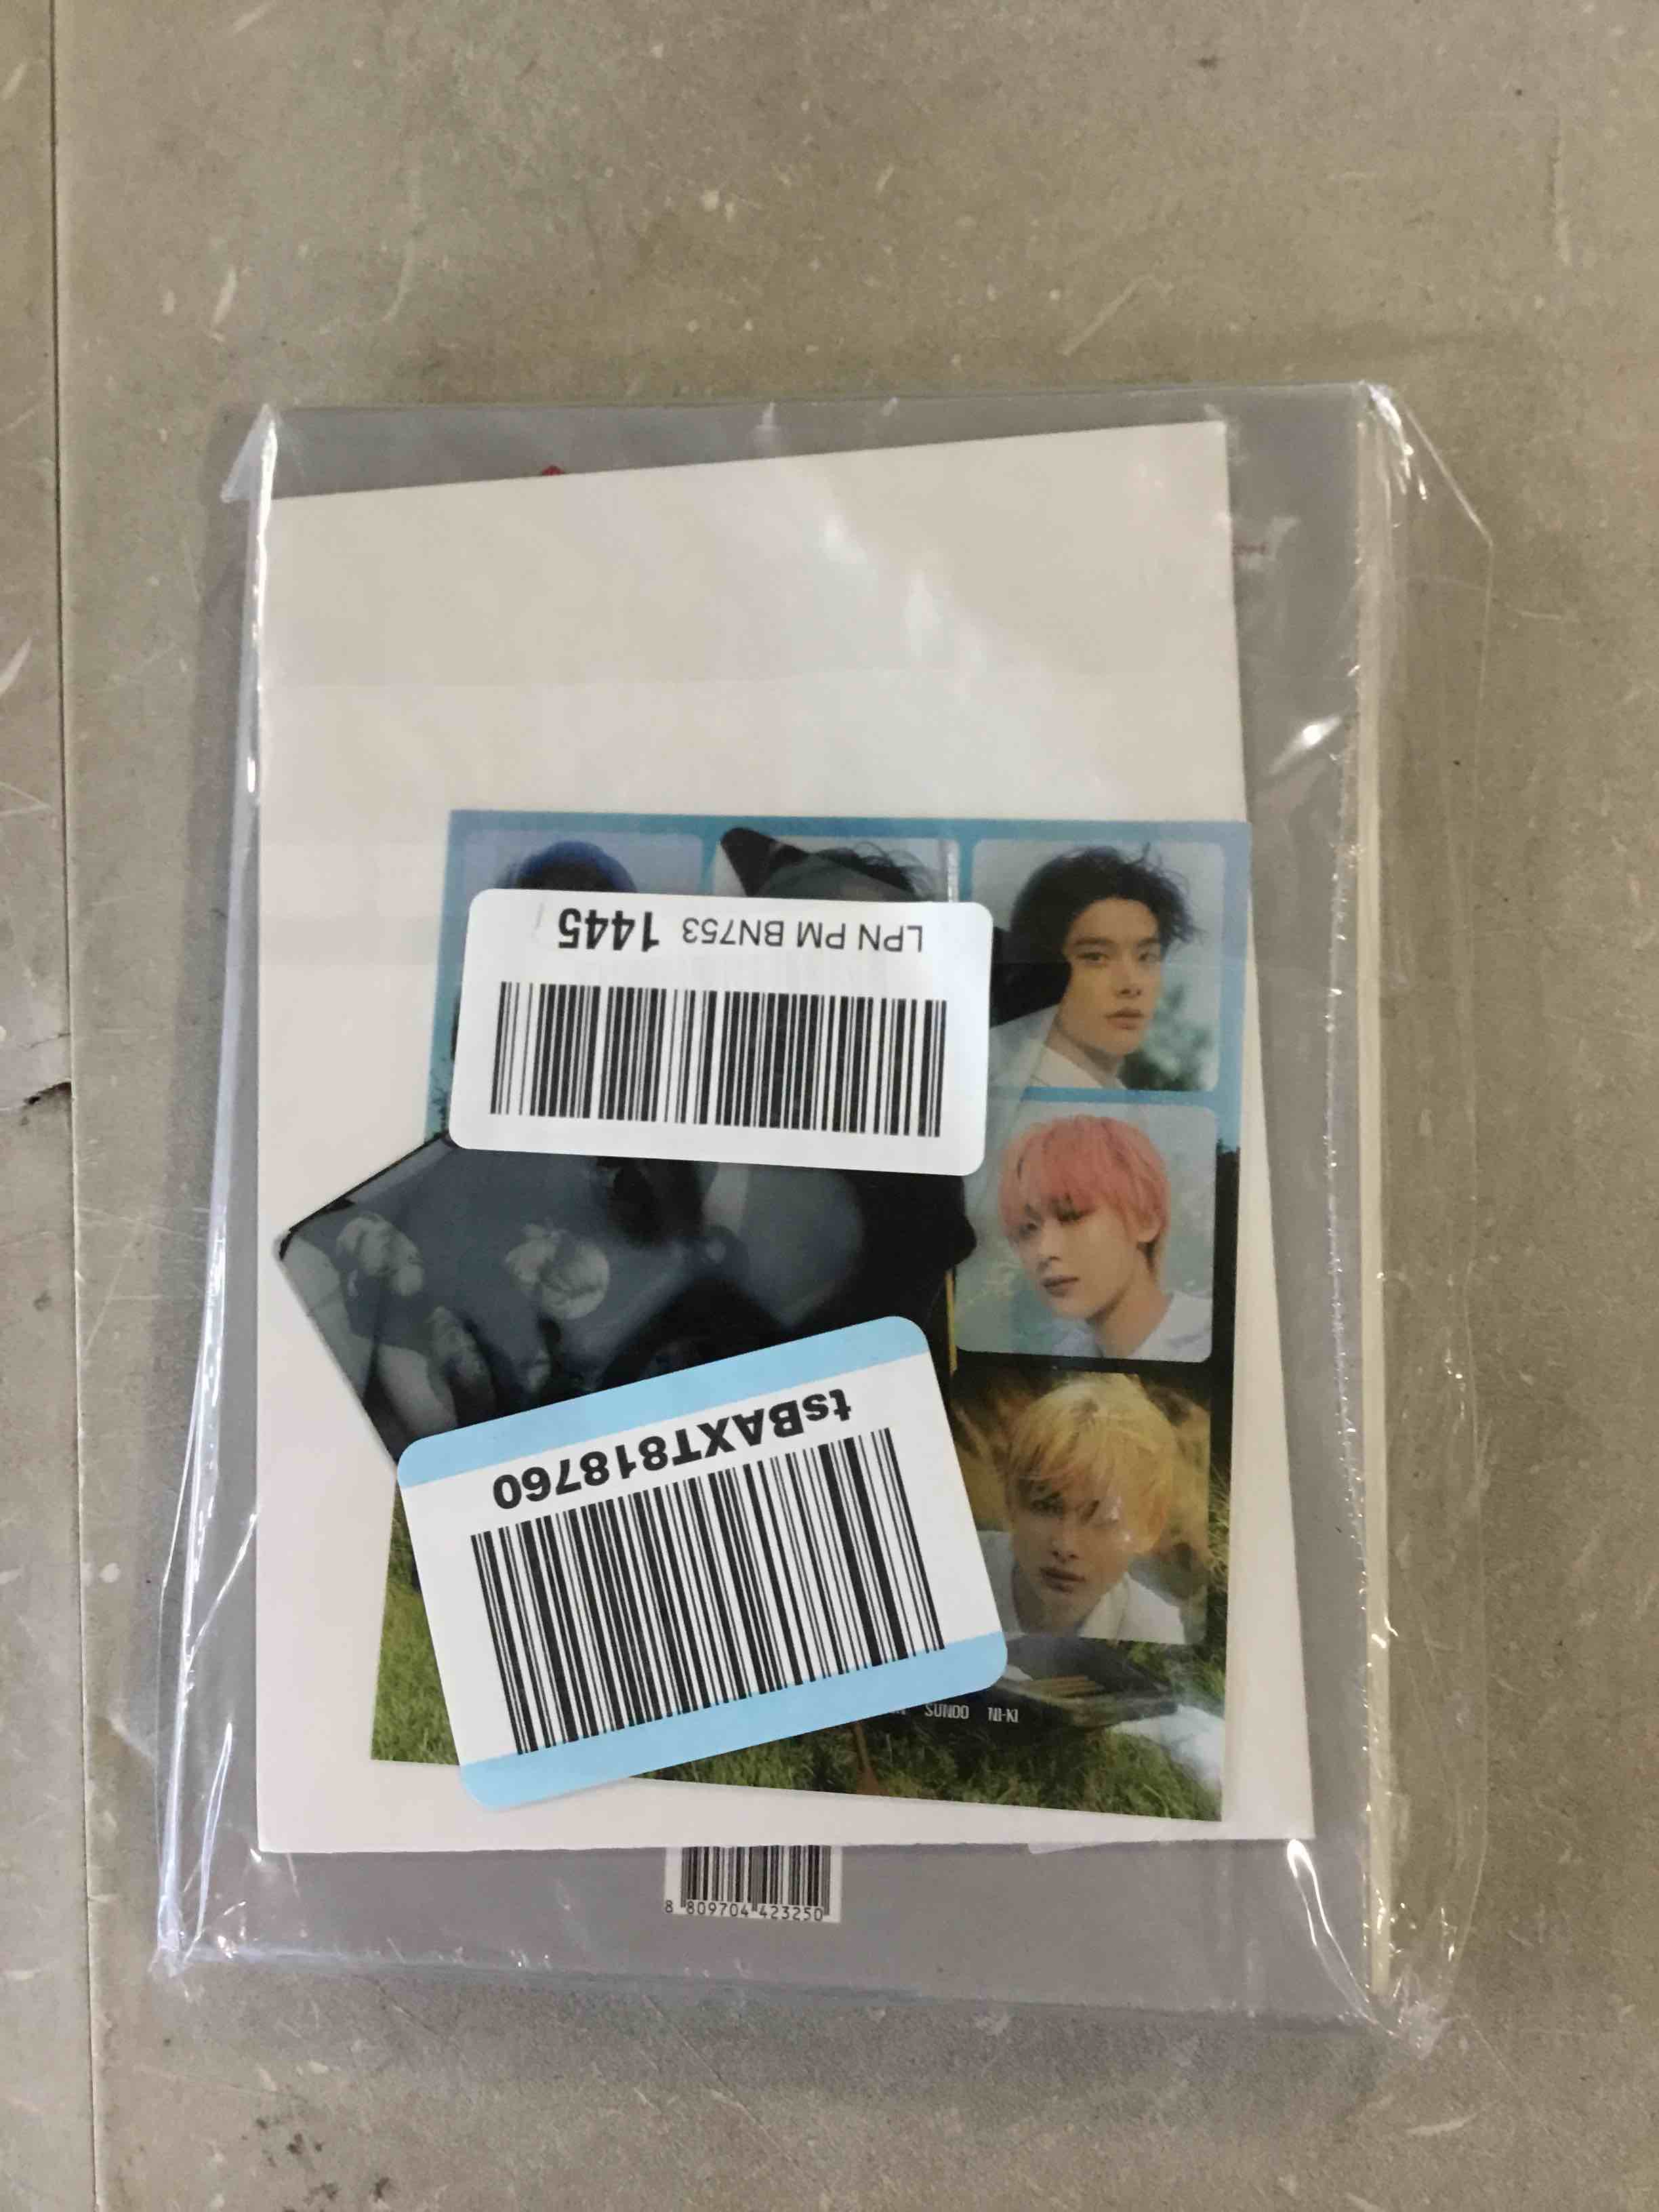 LPN PM BN753 1445
tsBAXT818760
SUNOO NI-KI
8 809704 423250